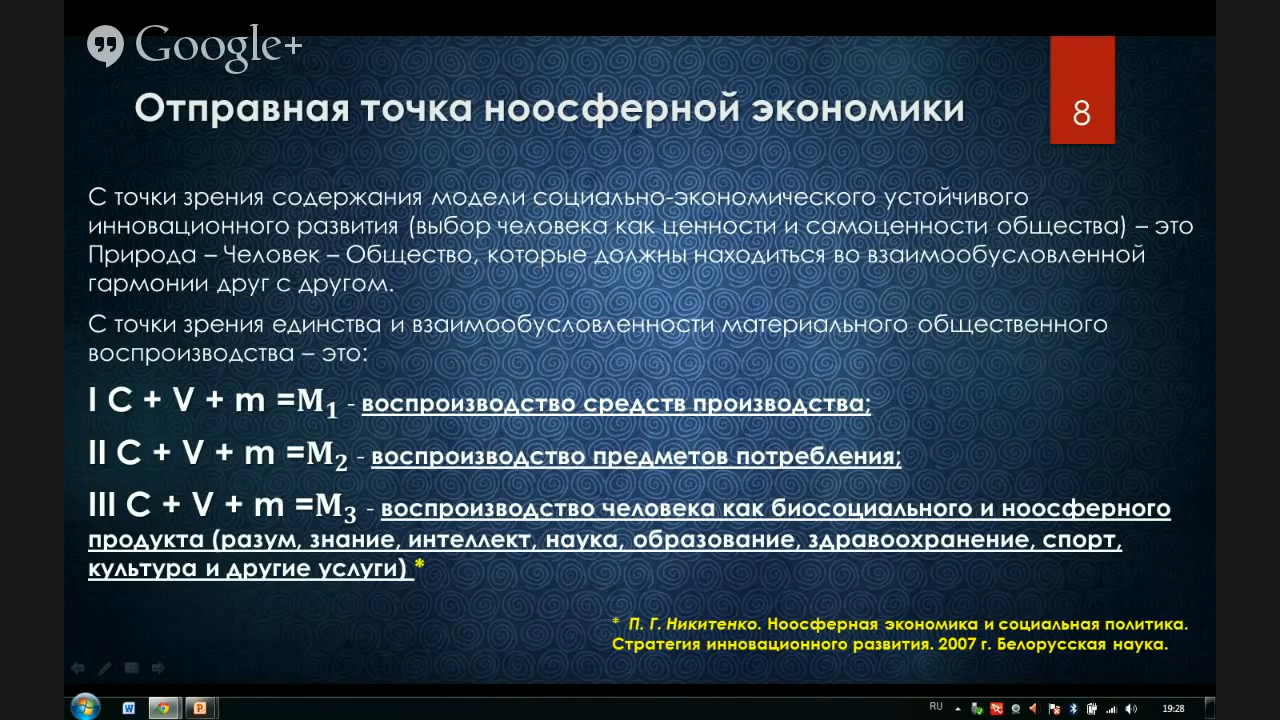 Google+
Отправная точка ноосферной экономики
8
С точки зрения содержания модели социально-экономического устойчивого
инновационного развития (выбор человека как ценности и самоценности общества) – это
Природа – Человек – Общество, которые должны находиться во взаимообусловленной
гармонии друг с другом.
С точки зрения единства и взаимообусловленности материального общественного
воспроизводства – это:
I C + V + m =M₁ - воспроизводство средств производства;
II C + V + m =M₂ - воспроизводство предметов потребления;
III C + V + m =M₃ - воспроизводство человека как биосоциального и ноосферного
продукта (разум, знание, интеллект, наука, образование, здравоохранение, спорт,
культура и другие услуги) *
* П. Г. Никитенко. Ноосферная экономика и социальная политика.
Стратегия инновационного развития. 2007 г. Белорусская наука.
RU
19:28